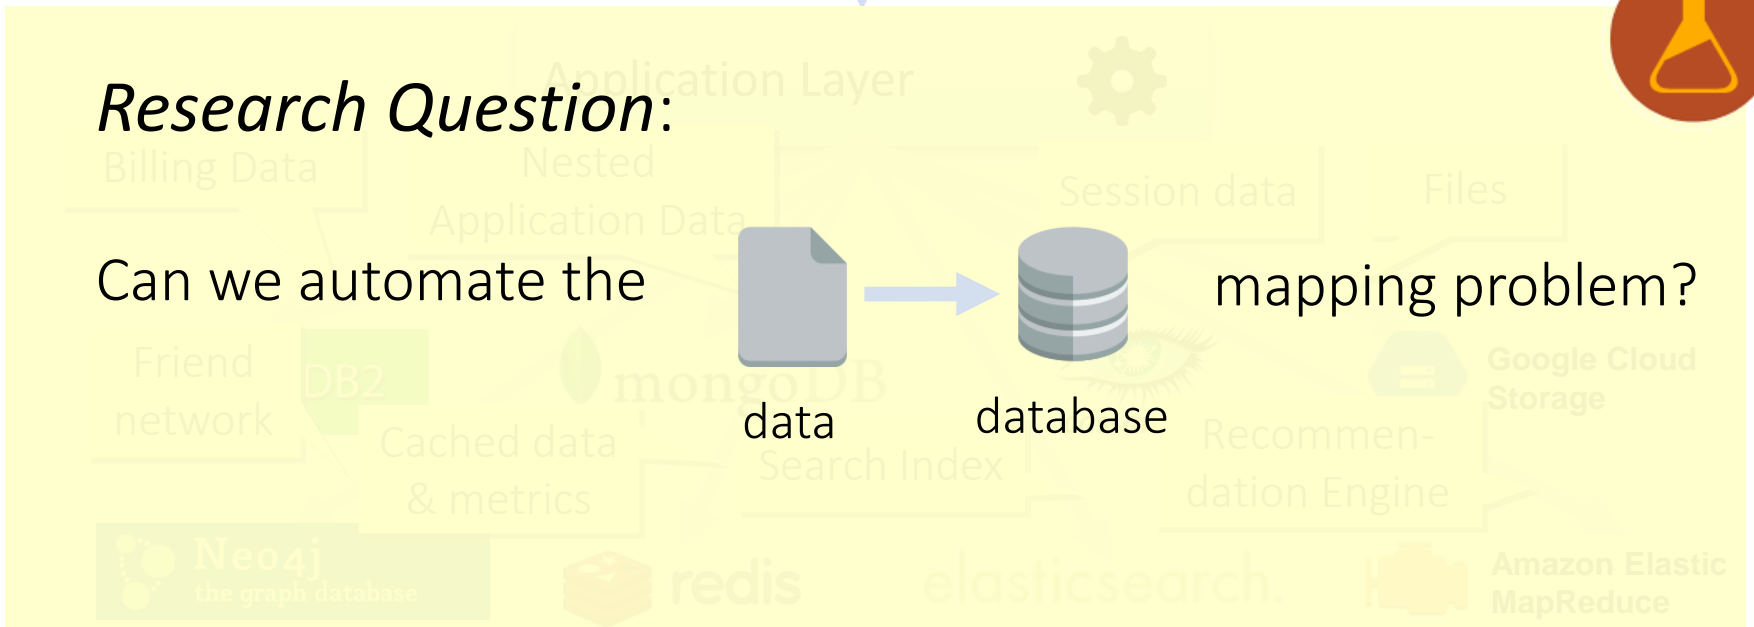 Application Layer
Research Question:
Billing Data
Nested
Application Data
Session data
Files
Can we automate the
mapping problem?
Friend
network
DB2
mongoDB
Google Cloud
Storage
data
database
Cached data
& metrics
Search Index
Recommen-
dation Engine
Neo4j
the graph database
redis
elasticsearch.
Amazon Elastic
MapReduce